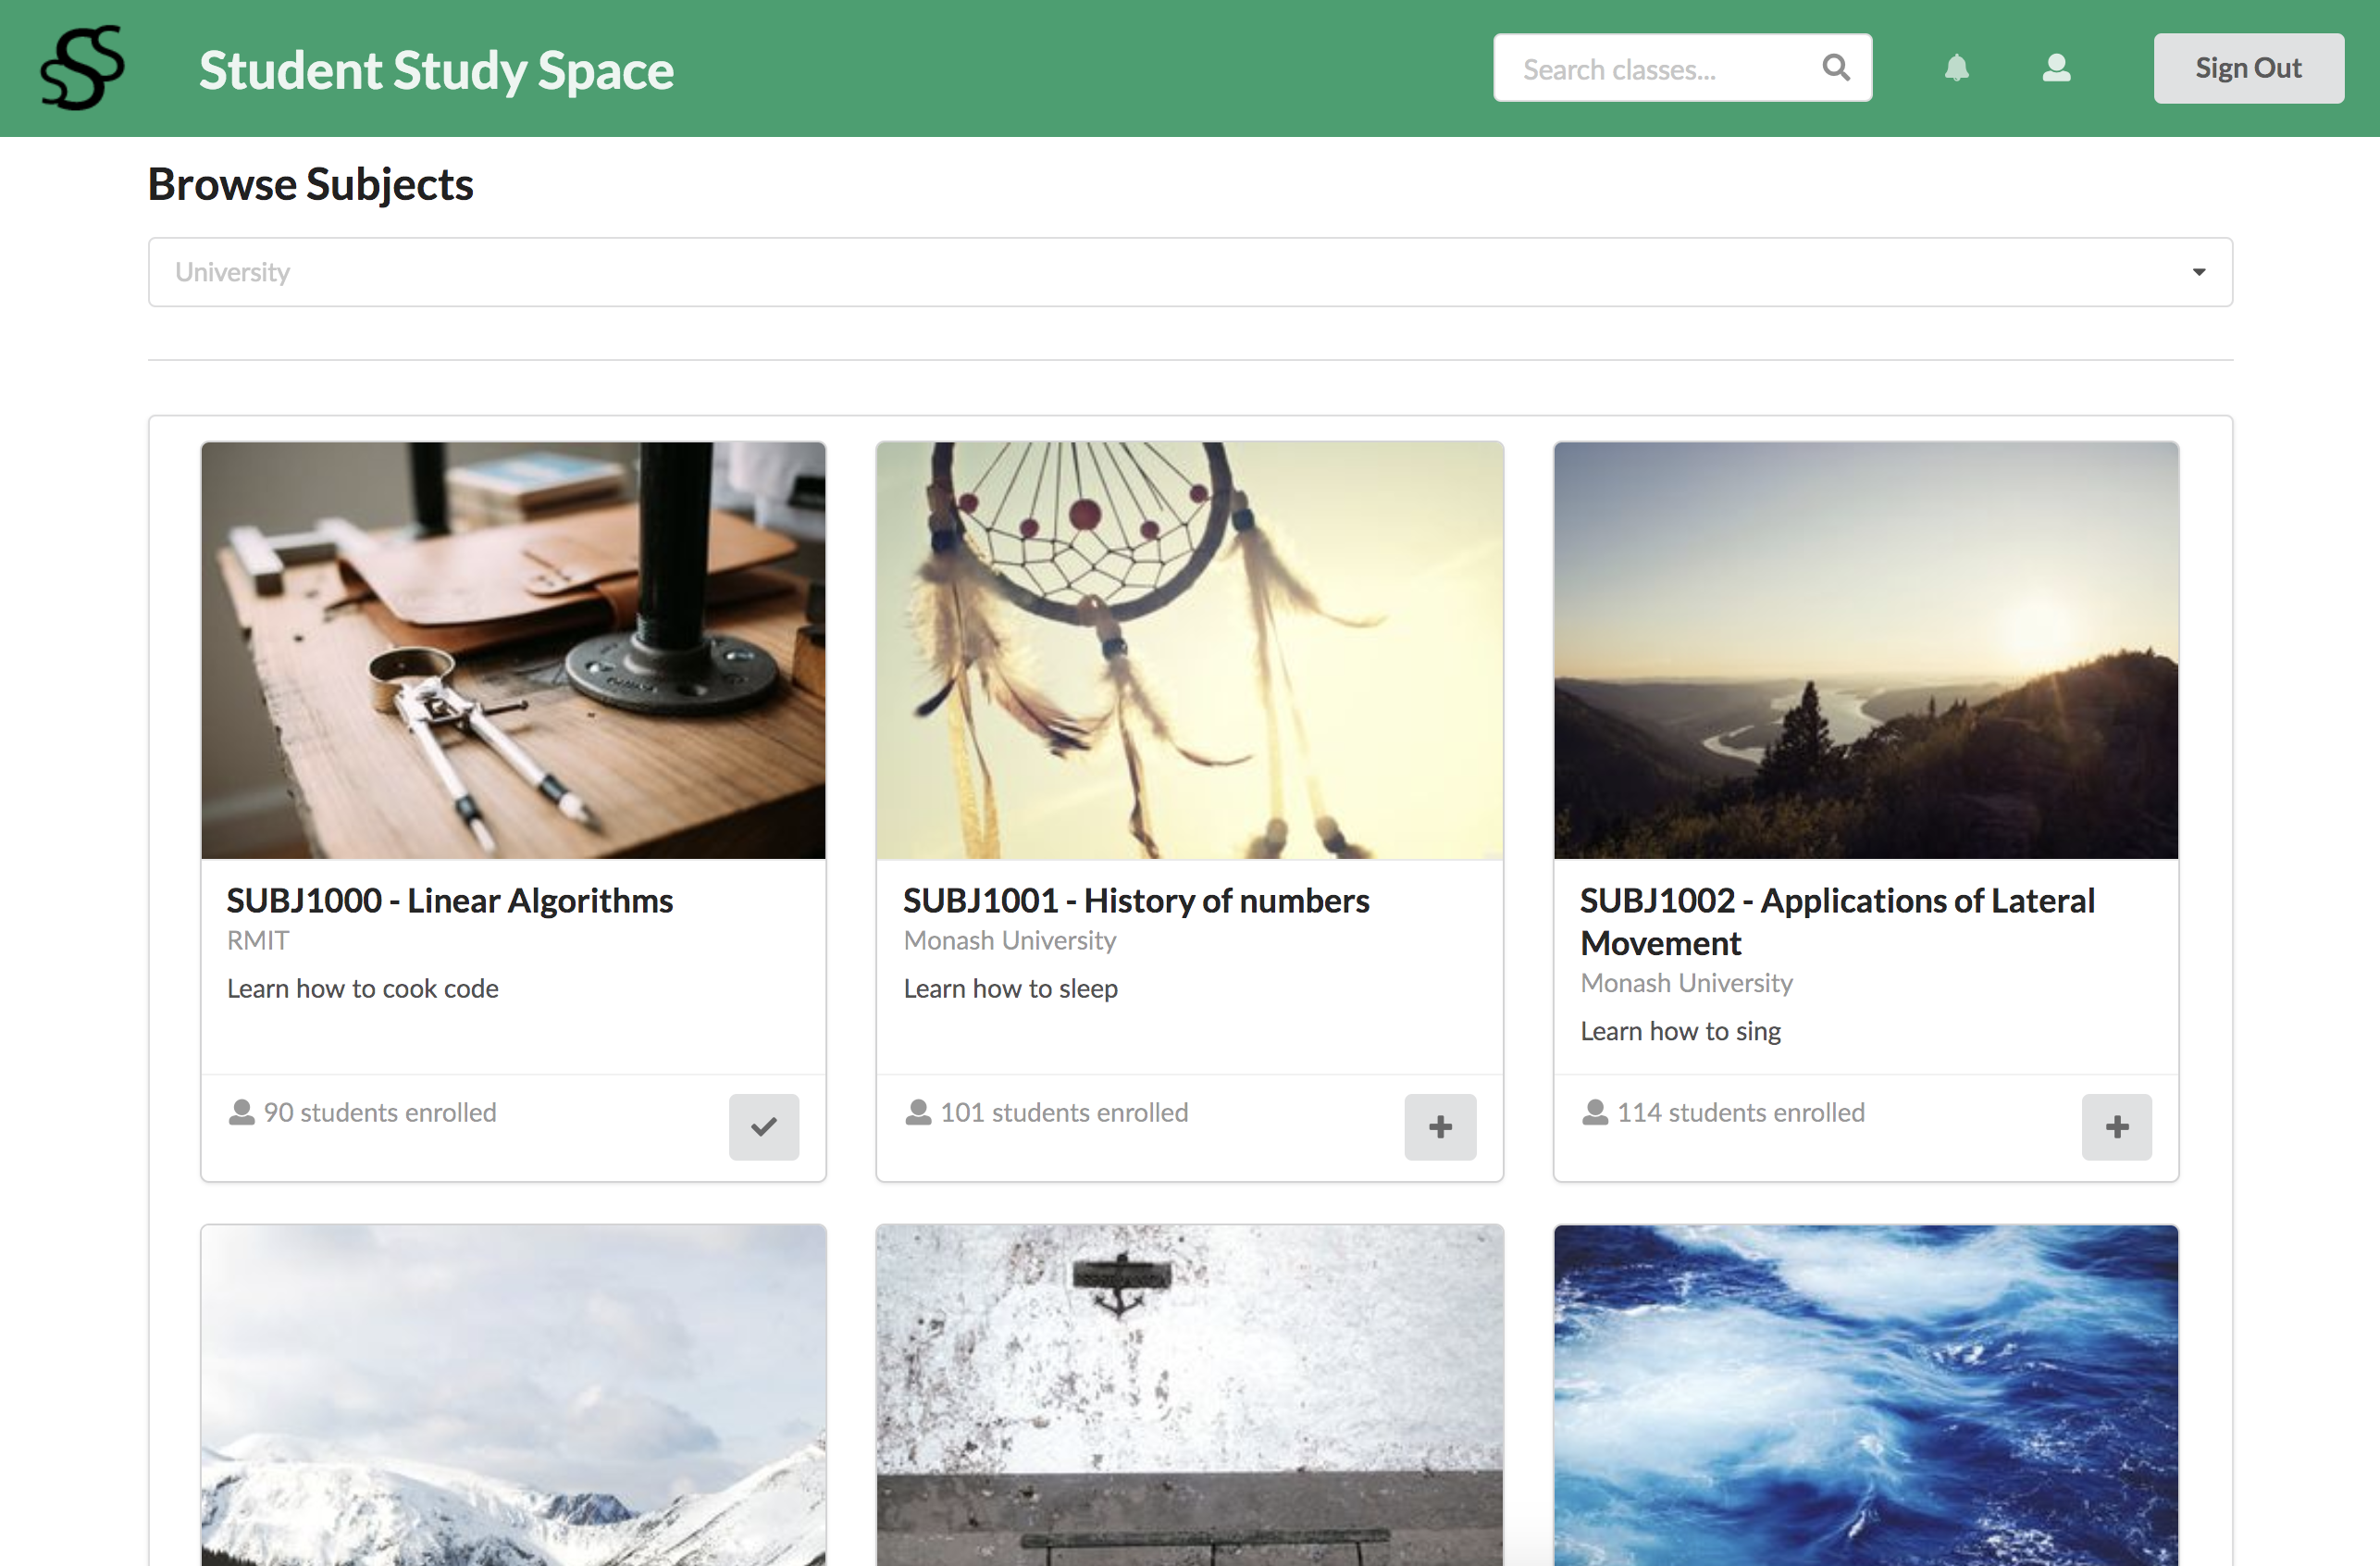 SSS
Student Study Space
Search classes...
Sign Out
Browse Subjects
University
SUBJ1000 - Linear Algorithms
RMIT
Learn how to cook code
90 students enrolled
SUBJ1001 - History of numbers
Monash University
Learn how to sleep
101 students enrolled
SUBJ1002 - Applications of Lateral
Movement
Monash University
Learn how to sing
114 students enrolled